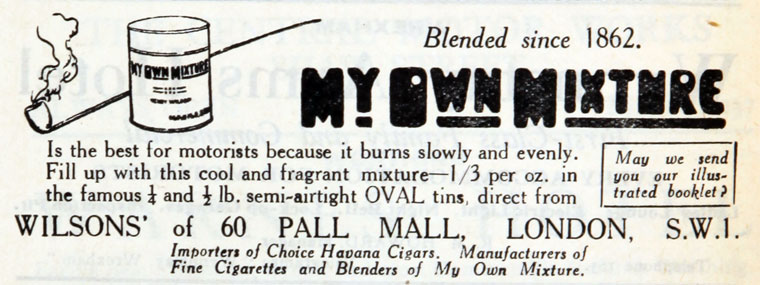 Blended since 1862.
MY OWN MIXTURE
MY OWN MIXTURE
Is the best for motorists because it burns slowly and evenly.
Fill up with this cool and fragrant mixture—1/3 per oz. in
the famous ¼ and ½ lb. semi-airtight OVAL tins, direct from
May we send
you our illus-
trated booklet?
WILSONS' of 60 PALL MALL, LONDON, S.W.1.
Importers of Choice Havana Cigars. Manufacturers of
Fine Cigarettes and Blenders of My Own Mixture.